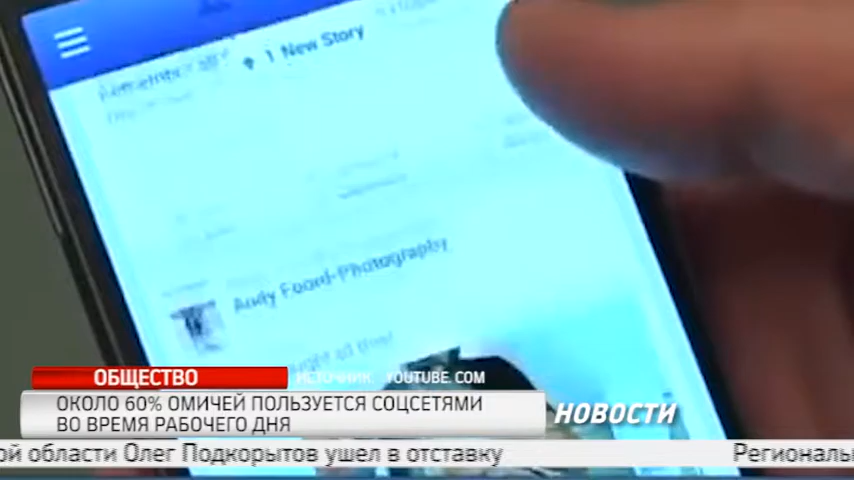 1 New Story
Andy Foord-Photography
ОБЩЕСТВО
ИСТОЧНИК: YOUTUBE.COM
ОКОЛО 60% ОМИЧЕЙ ПОЛЬЗУЕТСЯ СОЦСЕТЯМИ
ВО ВРЕМЯ РАБОЧЕГО ДНЯ
НОВОСТИ
ой области Олег Подкорытов ушел в отставку
Региональ